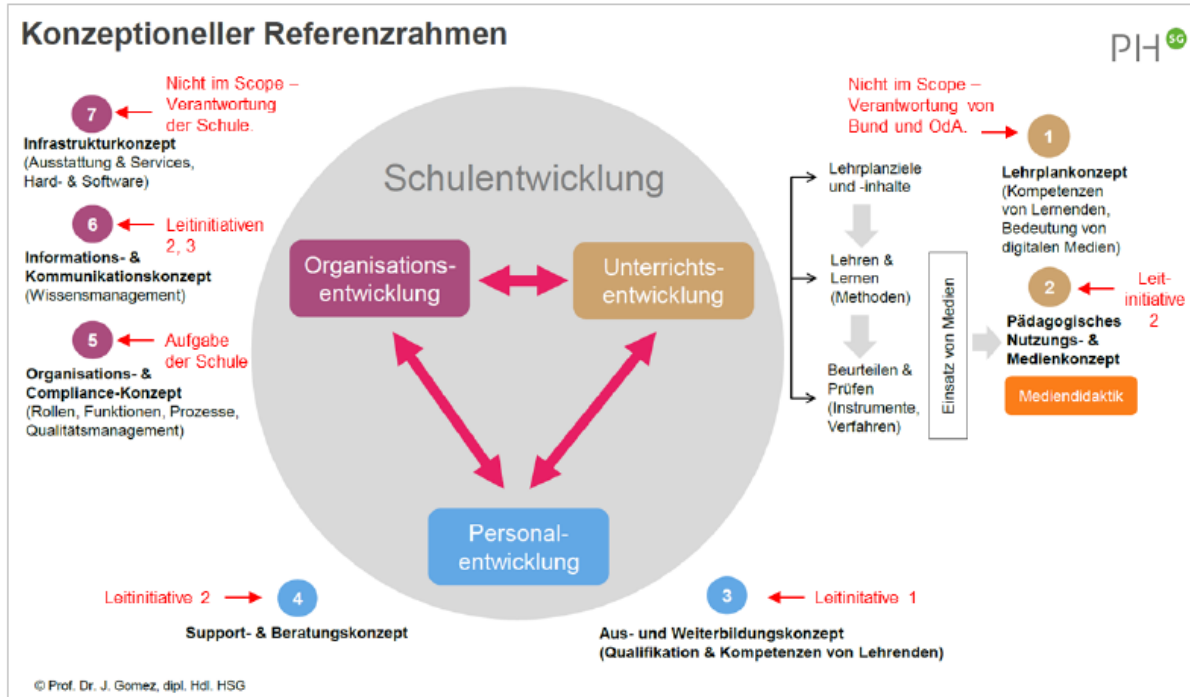 Konzeptioneller Referenzrahmen
PH SG
7
Nicht im Scope –
Verantwortung
der Schule.
Infrastrukturkonzept
(Ausstattung & Services,
Hard- & Software)
6
Leitinitiativen
2, 3
Informations- &
Kommunikationskonzept
(Wissensmanagement)
5
Aufgabe
der Schule
Organisations- &
Compliance-Konzept
(Rollen, Funktionen, Prozesse,
Qualitätsmanagement)
Schulentwicklung
Organisations-
entwicklung
Unterrichts-
entwicklung
Personal-
entwicklung
Lehrplanziele
und -inhalte
Lehren &
Lernen
(Methoden)
Beurteilen &
Prüfen
(Instrumente,
Verfahren)
Einsatz von Medien
Nicht im Scope –
Verantwortung von
Bund und OdA.
1
Lehrplankonzept
(Kompetenzen
von Lernenden,
Bedeutung von
digitalen Medien)
2
Leit-
initiative
2
Pädagogisches
Nutzungs- &
Medienkonzept
Mediendidaktik
Leitinitiative 2
4
Support- & Beratungskonzept
3
Leitinitative 1
Aus- und Weiterbildungskonzept
(Qualifikation & Kompetenzen von Lehrenden)
© Prof. Dr. J. Gomez, dipl. Hdl. HSG